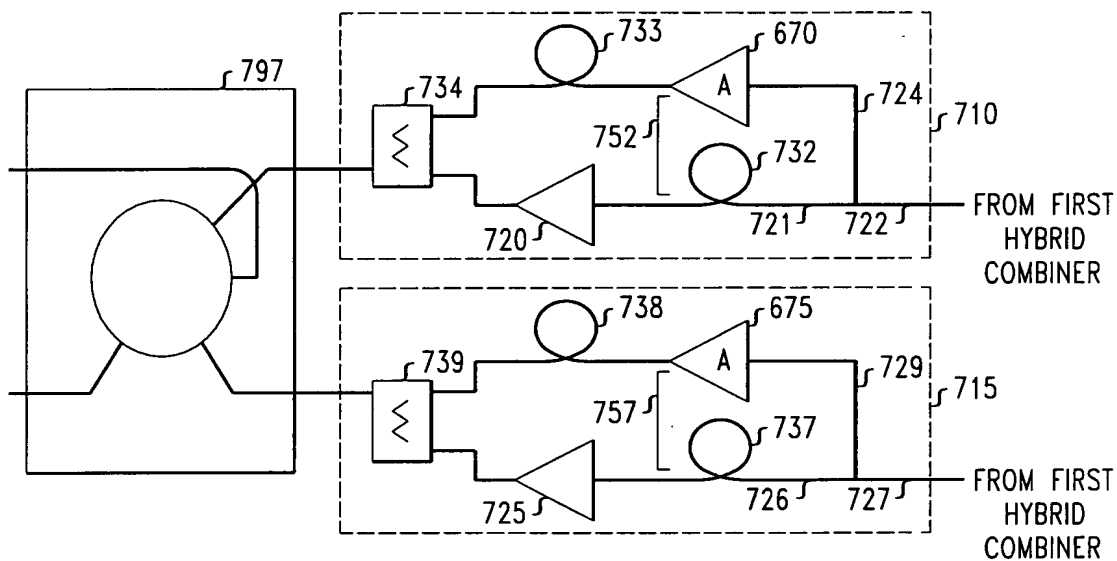 733
670
797
734
A
724
710
752
732
720
721
722
FROM FIRST
HYBRID
COMBINER
738
675
739
A
729
715
757
737
725
726
727
FROM FIRST
HYBRID
COMBINER